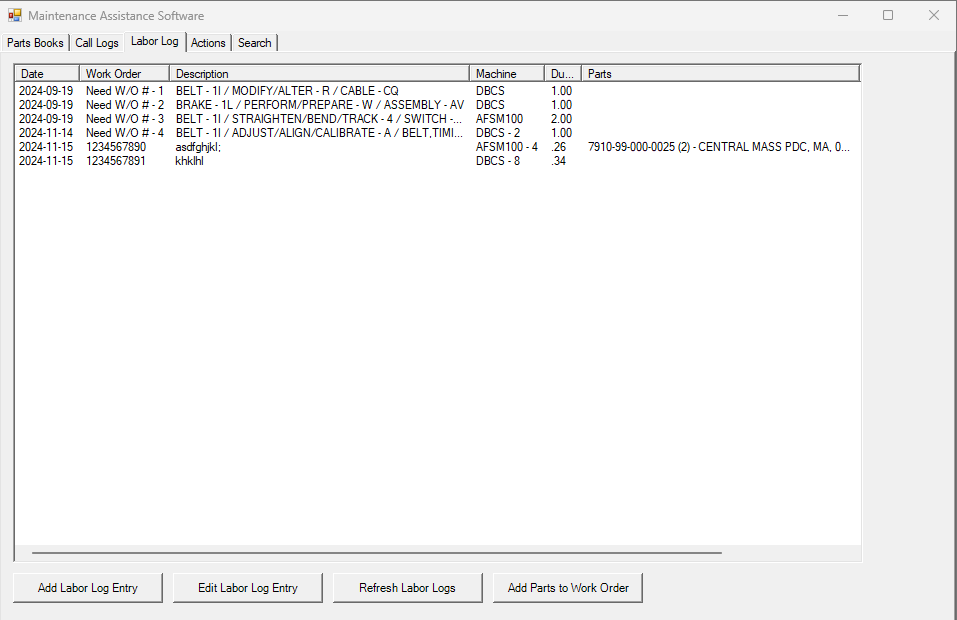 Maintenance Assistance Software
Parts Books Call Logs Labor Log Actions Search
Date Work Order Description Machine Du... Parts
2024-09-19 Need W/O # - 1 BELT - 1I / MODIFY/ALTER - R / CABLE - CQ DBCS 1.00
2024-09-19 Need W/O # - 2 BRAKE - 1L / PERFORM/PREPARE - W / ASSEMBLY - AV DBCS 1.00
2024-09-19 Need W/O # - 3 BELT - 1I / STRAIGHTEN/BEND/TRACK - 4 / SWITCH -... AFSM100 2.00
2024-11-14 Need W/O # - 4 BELT - 1I / ADJUST/ALIGN/CALIBRATE - A / BELT,TIMI... DBCS - 2 1.00
2024-11-15 1234567890 asdfghjkl; AFSM100 - 4 .26 7910-99-000-0025 (2) - CENTRAL MASS PDC, MA, 0...
2024-11-15 1234567891 khklhl DBCS - 8 .34
Add Labor Log Entry Edit Labor Log Entry Refresh Labor Logs Add Parts to Work Order